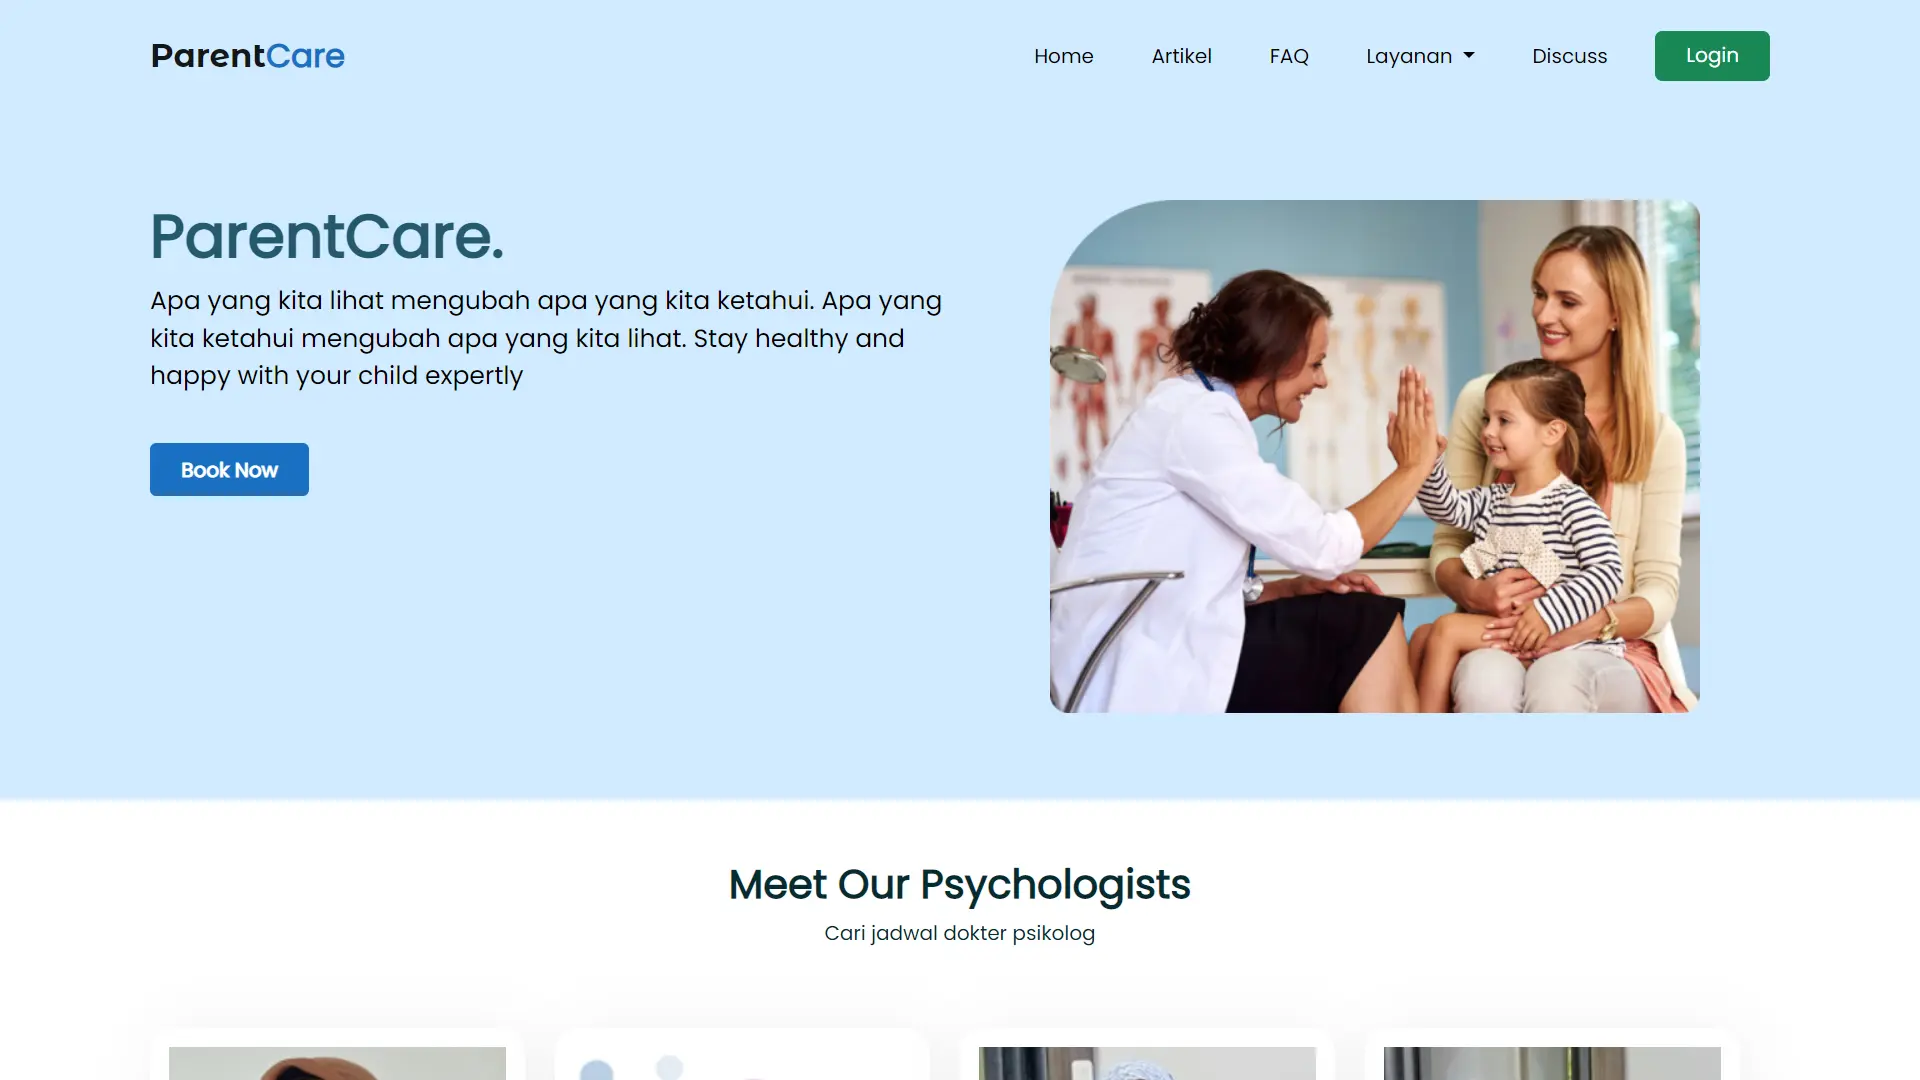 ParentCare
Home
Artikel
FAQ
Layanan
Discuss
Login
ParentCare.
Apa yang kita lihat mengubah apa yang kita ketahui. Apa yang
kita ketahui mengubah apa yang kita lihat. Stay healthy and
happy with your child expertly
Book Now
Meet Our Psychologists
Cari jadwal dokter psikolog